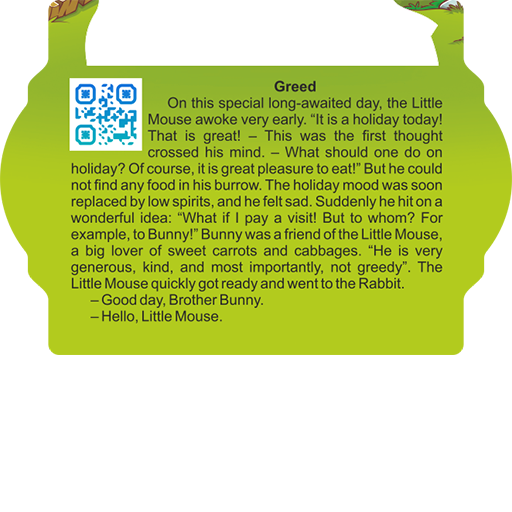 Greed
On this special long-awaited day, the Little
Mouse awoke very early. “It is a holiday today!
That is great! – This was the first thought
crossed his mind. – What should one do on
holiday? Of course, it is great pleasure to eat!” But he could
not find any food in his burrow. The holiday mood was soon
replaced by low spirits, and he felt sad. Suddenly he hit on a
wonderful idea: “What if I pay a visit! But to whom? For
example, to Bunny!” Bunny was a friend of the Little Mouse,
a big lover of sweet carrots and cabbages. “He is very
generous, kind, and most importantly, not greedy”. The
Little Mouse quickly got ready and went to the Rabbit.
– Good day, Brother Bunny.
– Hello, Little Mouse.